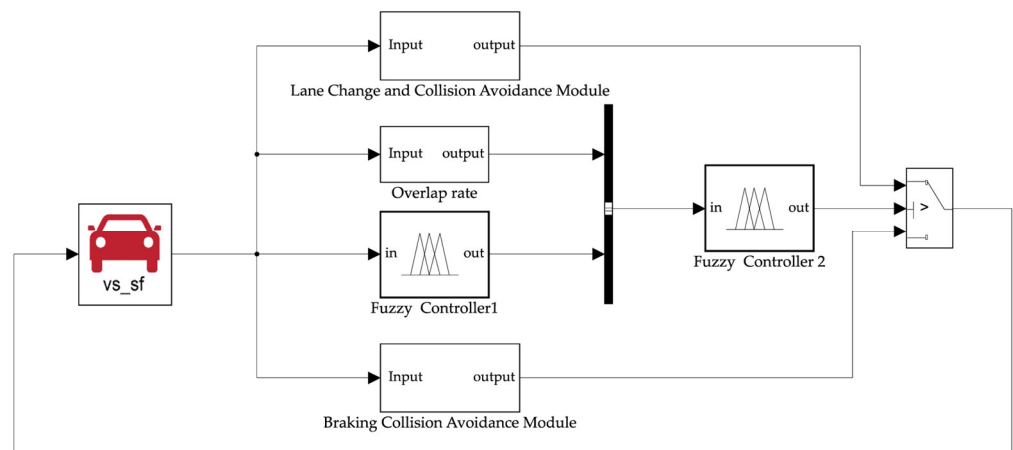 Input output
Lane Change and Collision Avoidance Module
Input output
Overlap rate
in out
Fuzzy Controller1
in out
Fuzzy Controller 2
>
vs_sf
Input output
Braking Collision Avoidance Module